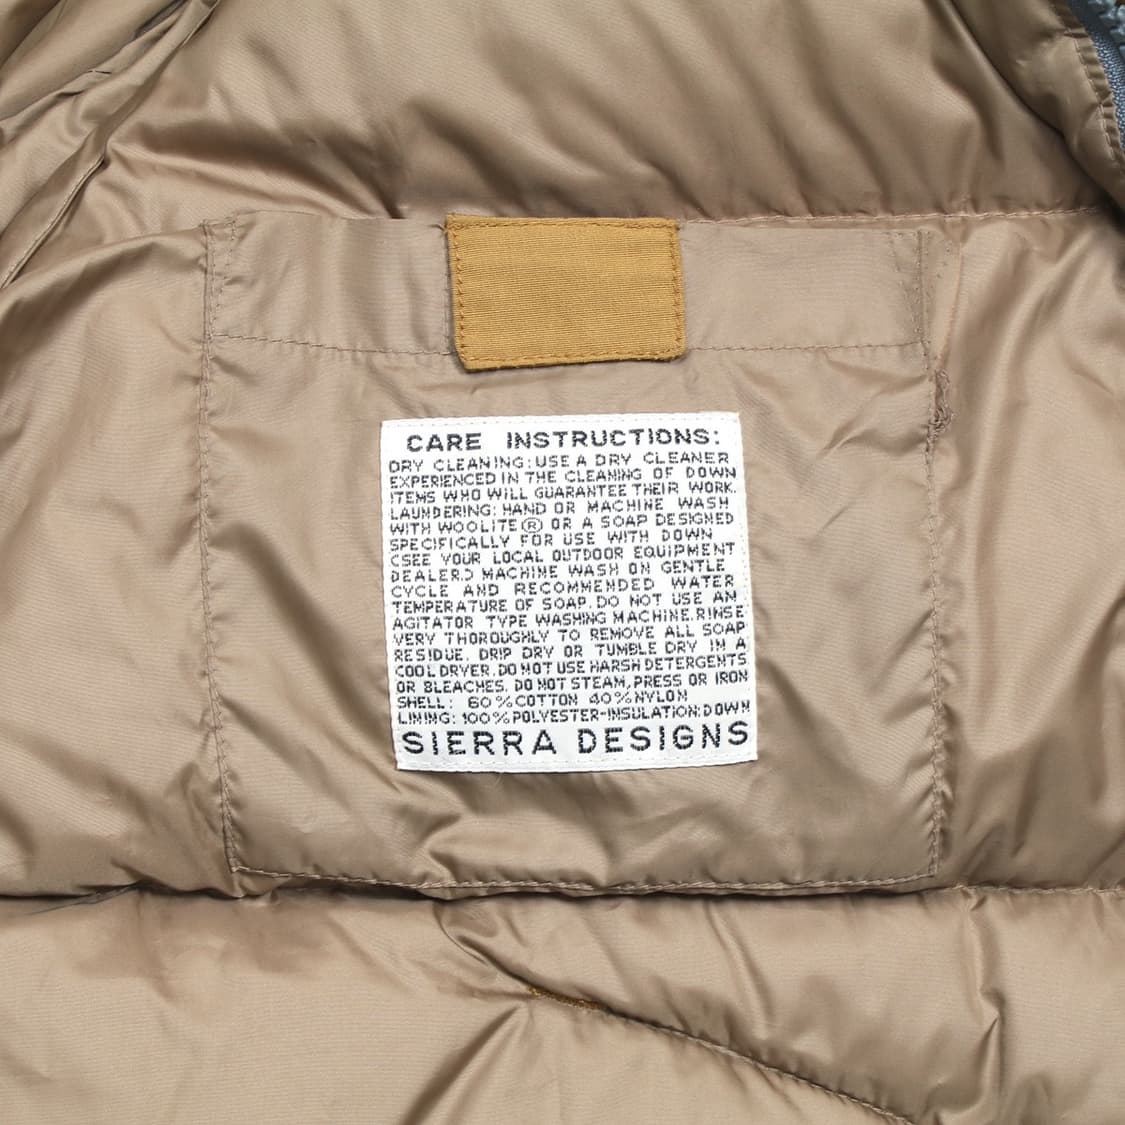 CARE INSTRUCTIONS:
DRY CLEANING: USE A DRY CLEANER
EXPERIENCED IN THE CLEANING OF DOWN
ITEMS WHO WILL GUARANTEE THEIR WORK.
LAUNDERING: HAND OR MACHINE WASH
WITH WOOLITE® OR A SOAP DESIGNED
SPECIFICALLY FOR USE WITH DOWN
(SEE YOUR LOCAL OUTDOOR EQUIPMENT
DEALER.) MACHINE WASH ON GENTLE
CYCLE AND RECOMMENDED WATER
TEMPERATURE OF SOAP. DO NOT USE AN
AGITATOR TYPE WASHING MACHINE. RINSE
VERY THOROUGHLY TO REMOVE ALL SOAP
RESIDUE. DRIP DRY OR TUMBLE DRY IN A
COOL DRYER. DO NOT USE HARSH DETERGENTS
OR BLEACHES. DO NOT STEAM, PRESS OR IRON
SHELL: 60% COTTON 40% NYLON
LINING: 100% POLYESTER-INSULATION: DOWN
SIERRA DESIGNS